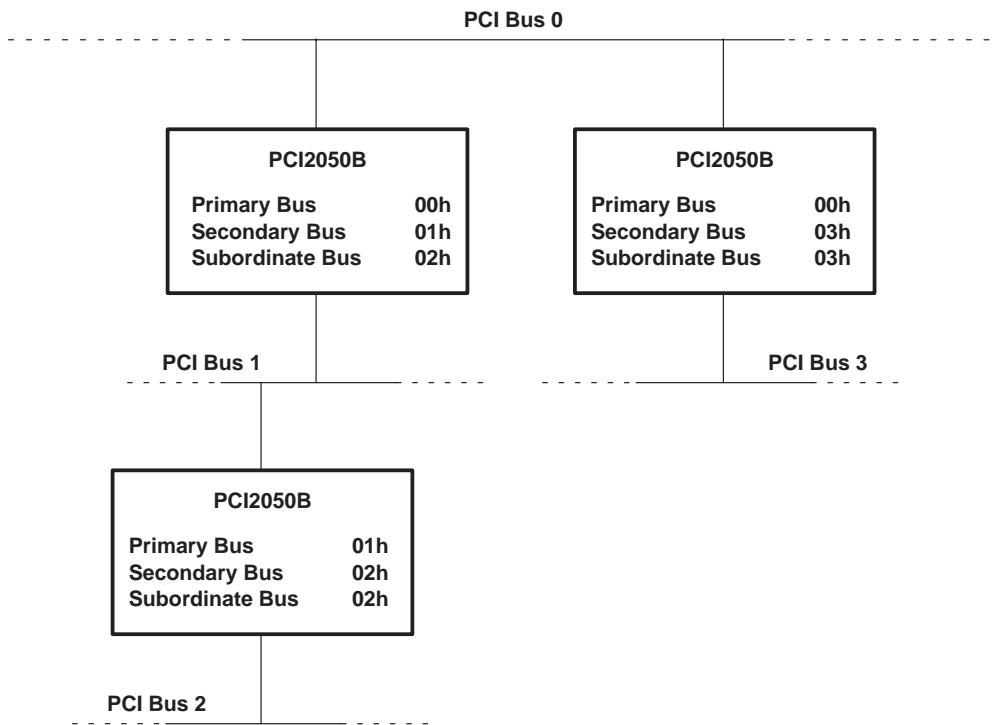 PCI Bus 0
PCI2050B
Primary Bus 00h
Secondary Bus 01h
Subordinate Bus 02h
PCI2050B
Primary Bus 00h
Secondary Bus 03h
Subordinate Bus 03h
PCI Bus 1
PCI Bus 3
PCI2050B
Primary Bus 01h
Secondary Bus 02h
Subordinate Bus 02h
PCI Bus 2